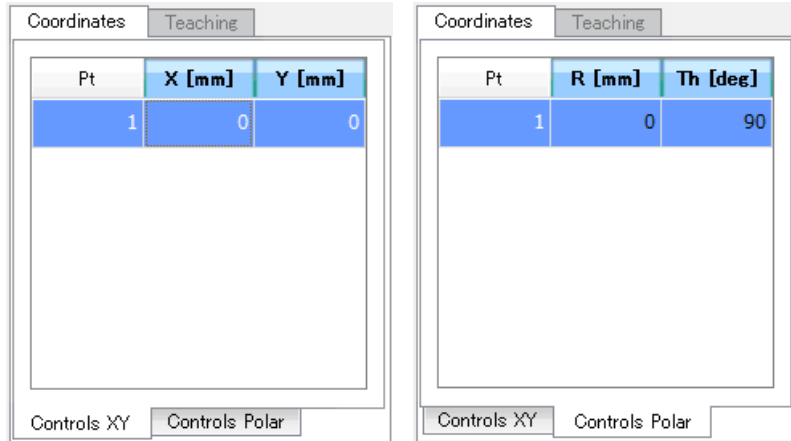 Coordinates Teaching
Pt X [mm] Y [mm]
1 0 0
Controls XY Controls Polar
Coordinates Teaching
Pt R [mm] Th [deg]
1 0 90
Controls XY Controls Polar